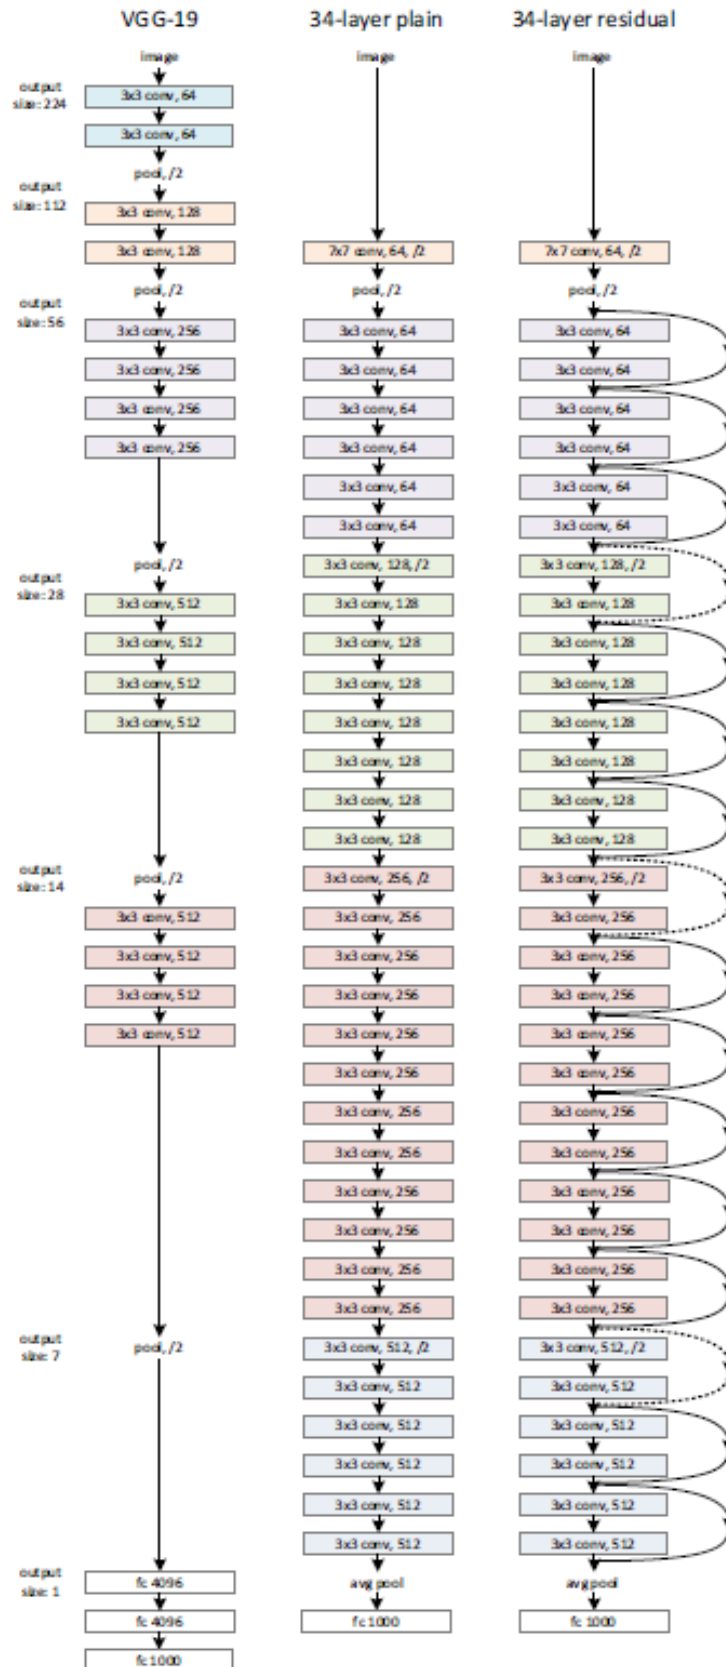 output
size: 224
output
size: 112
output
size: 56
output
size: 28
output
size: 14
output
size: 7
output
size: 1
VGG-19
image
3x3 conv, 64
3x3 conv, 64
pool, /2
3x3 conv, 128
3x3 conv, 128
pool, /2
3x3 conv, 256
3x3 conv, 256
3x3 conv, 256
3x3 conv, 256
pool, /2
3x3 conv, 512
3x3 conv, 512
3x3 conv, 512
3x3 conv, 512
pool, /2
3x3 conv, 512
3x3 conv, 512
3x3 conv, 512
3x3 conv, 512
pool, /2
fc 4096
fc 4096
fc 1000
34-layer plain
image
7x7 conv, 64, /2
pool, /2
3x3 conv, 64
3x3 conv, 64
3x3 conv, 64
3x3 conv, 64
3x3 conv, 64
3x3 conv, 64
3x3 conv, 128, /2
3x3 conv, 128
3x3 conv, 128
3x3 conv, 128
3x3 conv, 128
3x3 conv, 128
3x3 conv, 128
3x3 conv, 128
3x3 conv, 256, /2
3x3 conv, 256
3x3 conv, 256
3x3 conv, 256
3x3 conv, 256
3x3 conv, 256
3x3 conv, 256
3x3 conv, 256
3x3 conv, 256
3x3 conv, 256
3x3 conv, 256
3x3 conv, 256
3x3 conv, 512, /2
3x3 conv, 512
3x3 conv, 512
3x3 conv, 512
3x3 conv, 512
3x3 conv, 512
avg pool
fc 1000
34-layer residual
image
7x7 conv, 64, /2
pool, /2
3x3 conv, 64
3x3 conv, 64
3x3 conv, 64
3x3 conv, 64
3x3 conv, 64
3x3 conv, 64
3x3 conv, 128, /2
3x3 conv, 128
3x3 conv, 128
3x3 conv, 128
3x3 conv, 128
3x3 conv, 128
3x3 conv, 128
3x3 conv, 128
3x3 conv, 256, /2
3x3 conv, 256
3x3 conv, 256
3x3 conv, 256
3x3 conv, 256
3x3 conv, 256
3x3 conv, 256
3x3 conv, 256
3x3 conv, 256
3x3 conv, 256
3x3 conv, 256
3x3 conv, 256
3x3 conv, 512, /2
3x3 conv, 512
3x3 conv, 512
3x3 conv, 512
3x3 conv, 512
3x3 conv, 512
avg pool
fc 1000